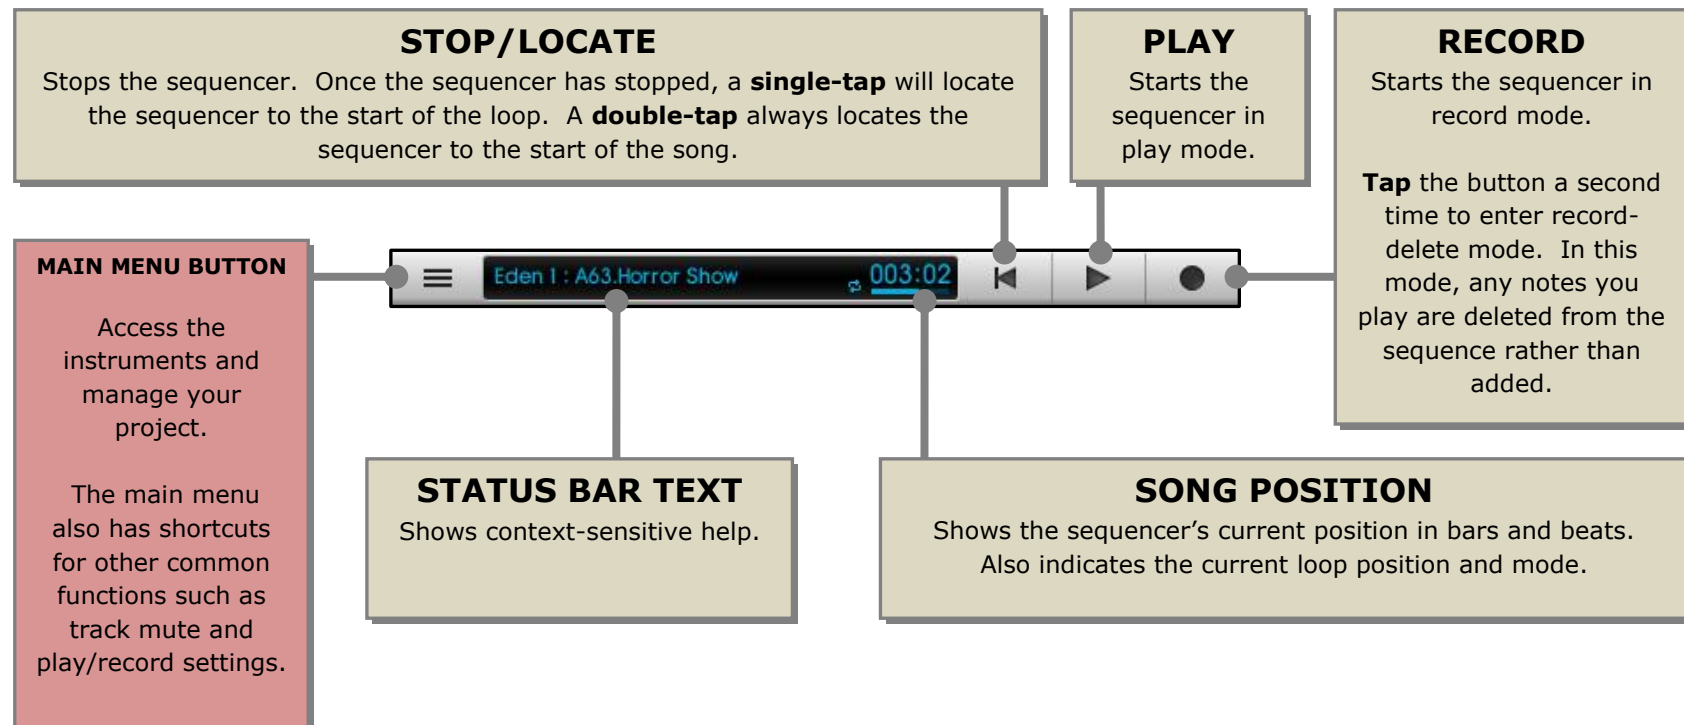 STOP/LOCATE
Stops the sequencer.  Once the sequencer has stopped, a single-tap will locate
the sequencer to the start of the loop.  A double-tap always locates the
sequencer to the start of the song.
PLAY
Starts the
sequencer in
play mode.
RECORD
Starts the sequencer in
record mode.
Tap the button a second
time to enter record-
delete mode.  In this
mode, any notes you
play are deleted from the
sequence rather than
added.
MAIN MENU BUTTON
Access the
instruments and
manage your
project.
The main menu
also has shortcuts
for other common
functions such as
track mute and
play/record settings.
Eden 1 : A63.Horror Show
003:02
STATUS BAR TEXT
Shows context-sensitive help.
SONG POSITION
Shows the sequencer’s current position in bars and beats.
Also indicates the current loop position and mode.